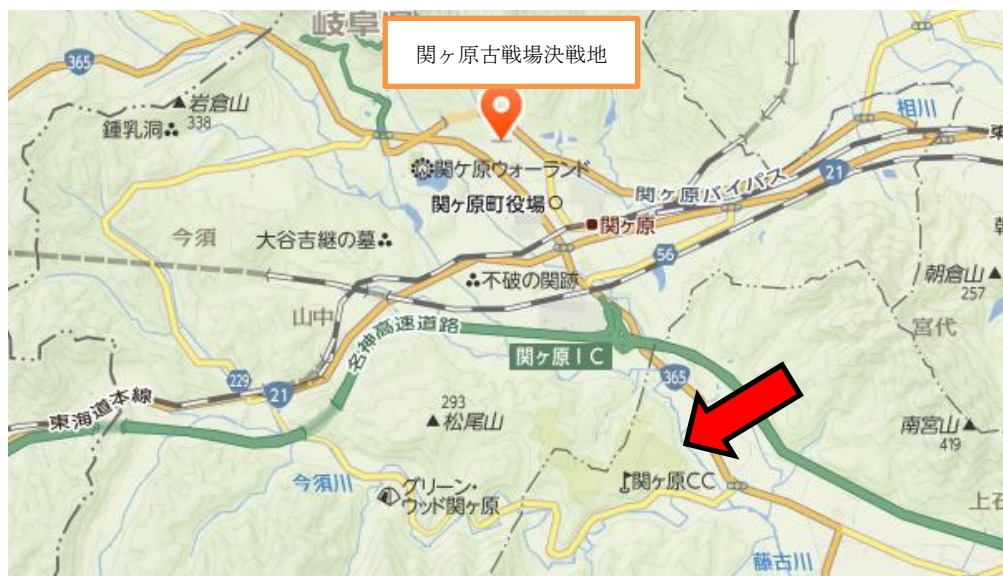 岐阜県
関ヶ原古戦場決戦地
365
▲岩倉山
338
鍾乳洞
相川
関ケ原ウォーランド
関ヶ原バイパス
21
関ヶ原町役場
関ヶ原
今須
大谷吉継の墓
56
不破の関跡
朝倉山▲
257
山中
宮代
名神高速道路
関ヶ原IC
365
229
21
東海道本線
293
▲松尾山
南宮山▲
419
今須川
グリーン・
ウッド関ヶ原
関ヶ原CC
上石
藤古川